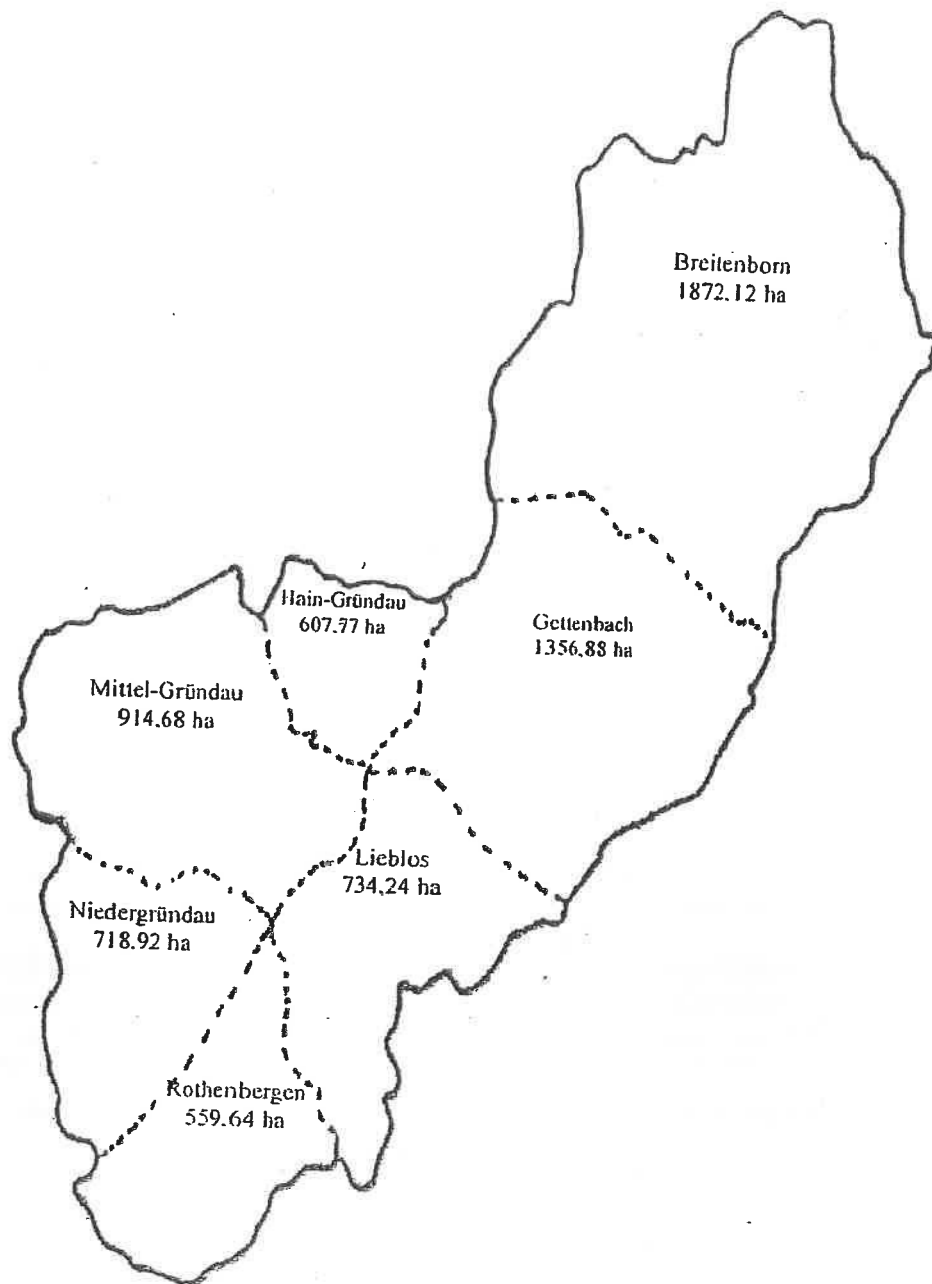 Breitenborn
1872.12 ha
Hain-Gründau
607.77 ha
Gettenbach
1356,88 ha
Mittel-Gründau
914.68 ha
Lieblos
734,24 ha
Niedergründau
718.92 ha
Rothenbergen
559.64 ha